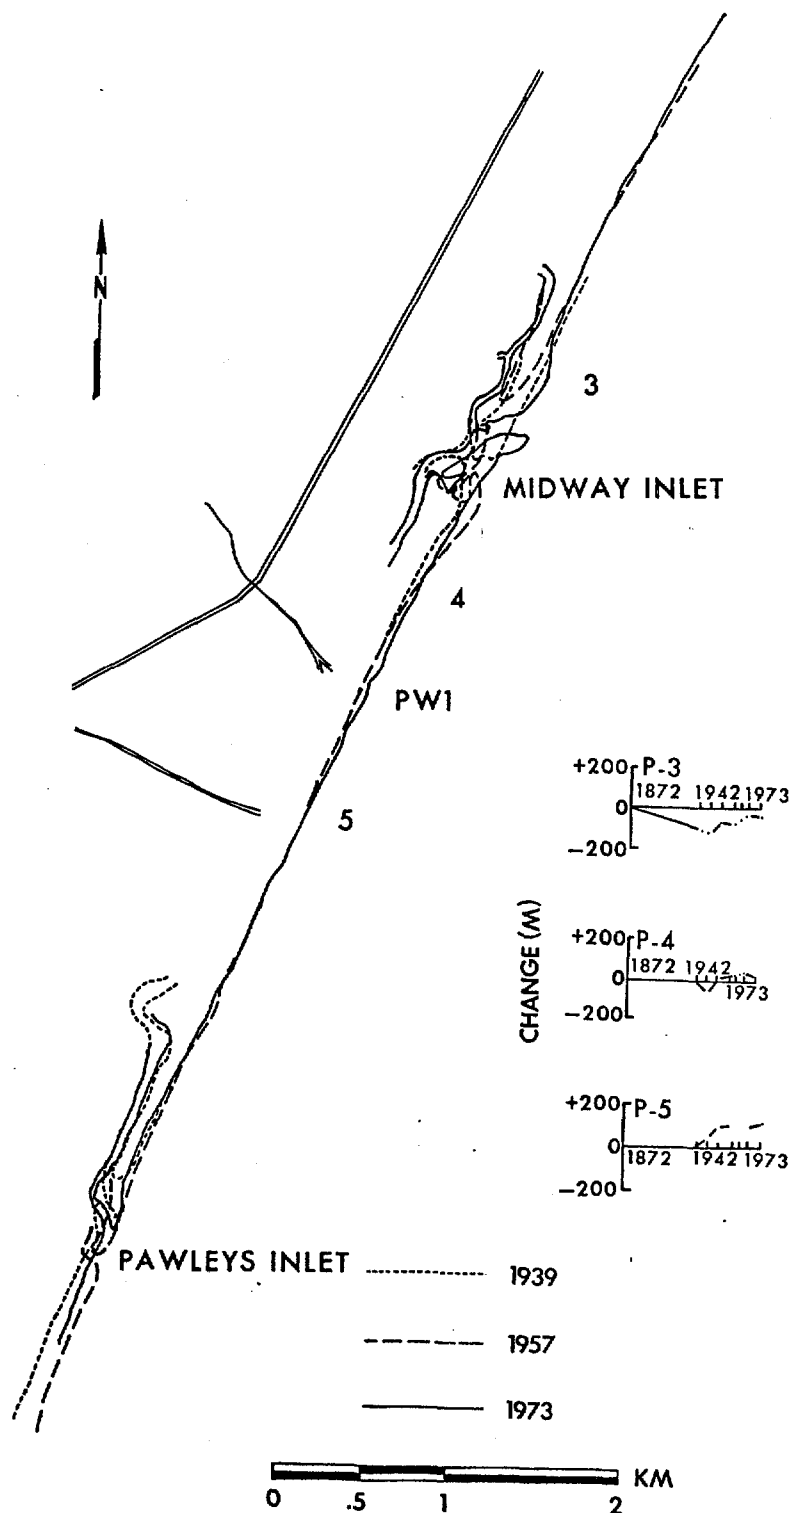 N
3
MIDWAY INLET
4
PW1
5
+200 P-3
1872 1942 1973
0
−200
CHANGE (M)
+200 P-4
1872 1942
0
1973
−200
+200 P-5
0
1872 1942 1973
−200
PAWLEYS INLET
1939
1957
1973
KM
0 .5 1 2